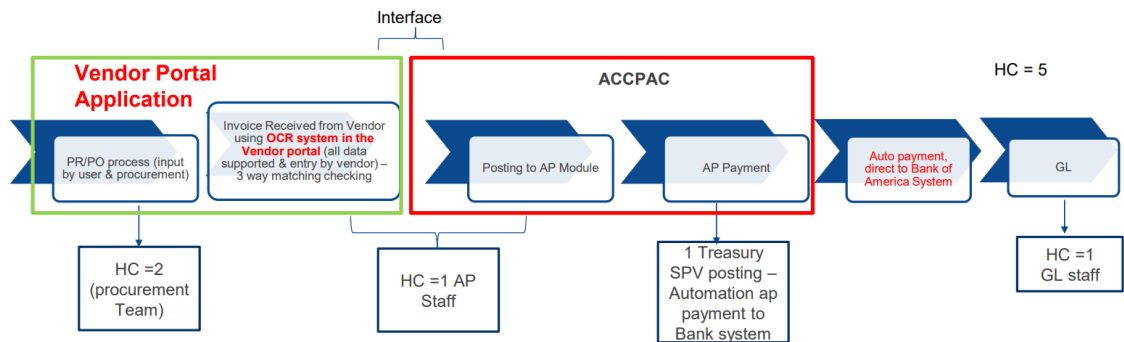 Interface
Vendor Portal
Application
ACCPAC
HC = 5
PR/PO process (input
by user & procurement)
Invoice Received from Vendor
using OCR system in the
Vendor portal (all data
supported & entry by vendor) –
3 way matching checking
Posting to AP Module
AP Payment
Auto payment,
direct to Bank of
America System
GL
HC =2
(procurement
Team)
HC =1 AP
Staff
1 Treasury
SPV posting –
Automation ap
payment to
Bank system
HC =1
GL staff